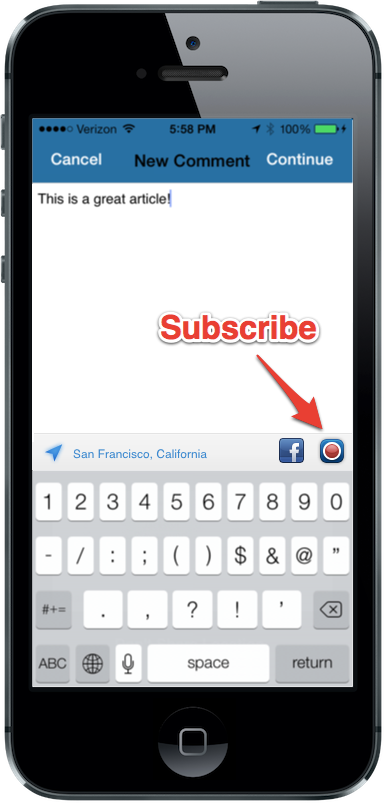 Verizon 5:58 PM 100%
Cancel New Comment Continue
This is a great article!
Subscribe
San Francisco, California f
1 2 3 4 5 6 7 8 9 0
- / : ; ( ) $ & @ ”
#+= . , ? ! ’
ABC space return